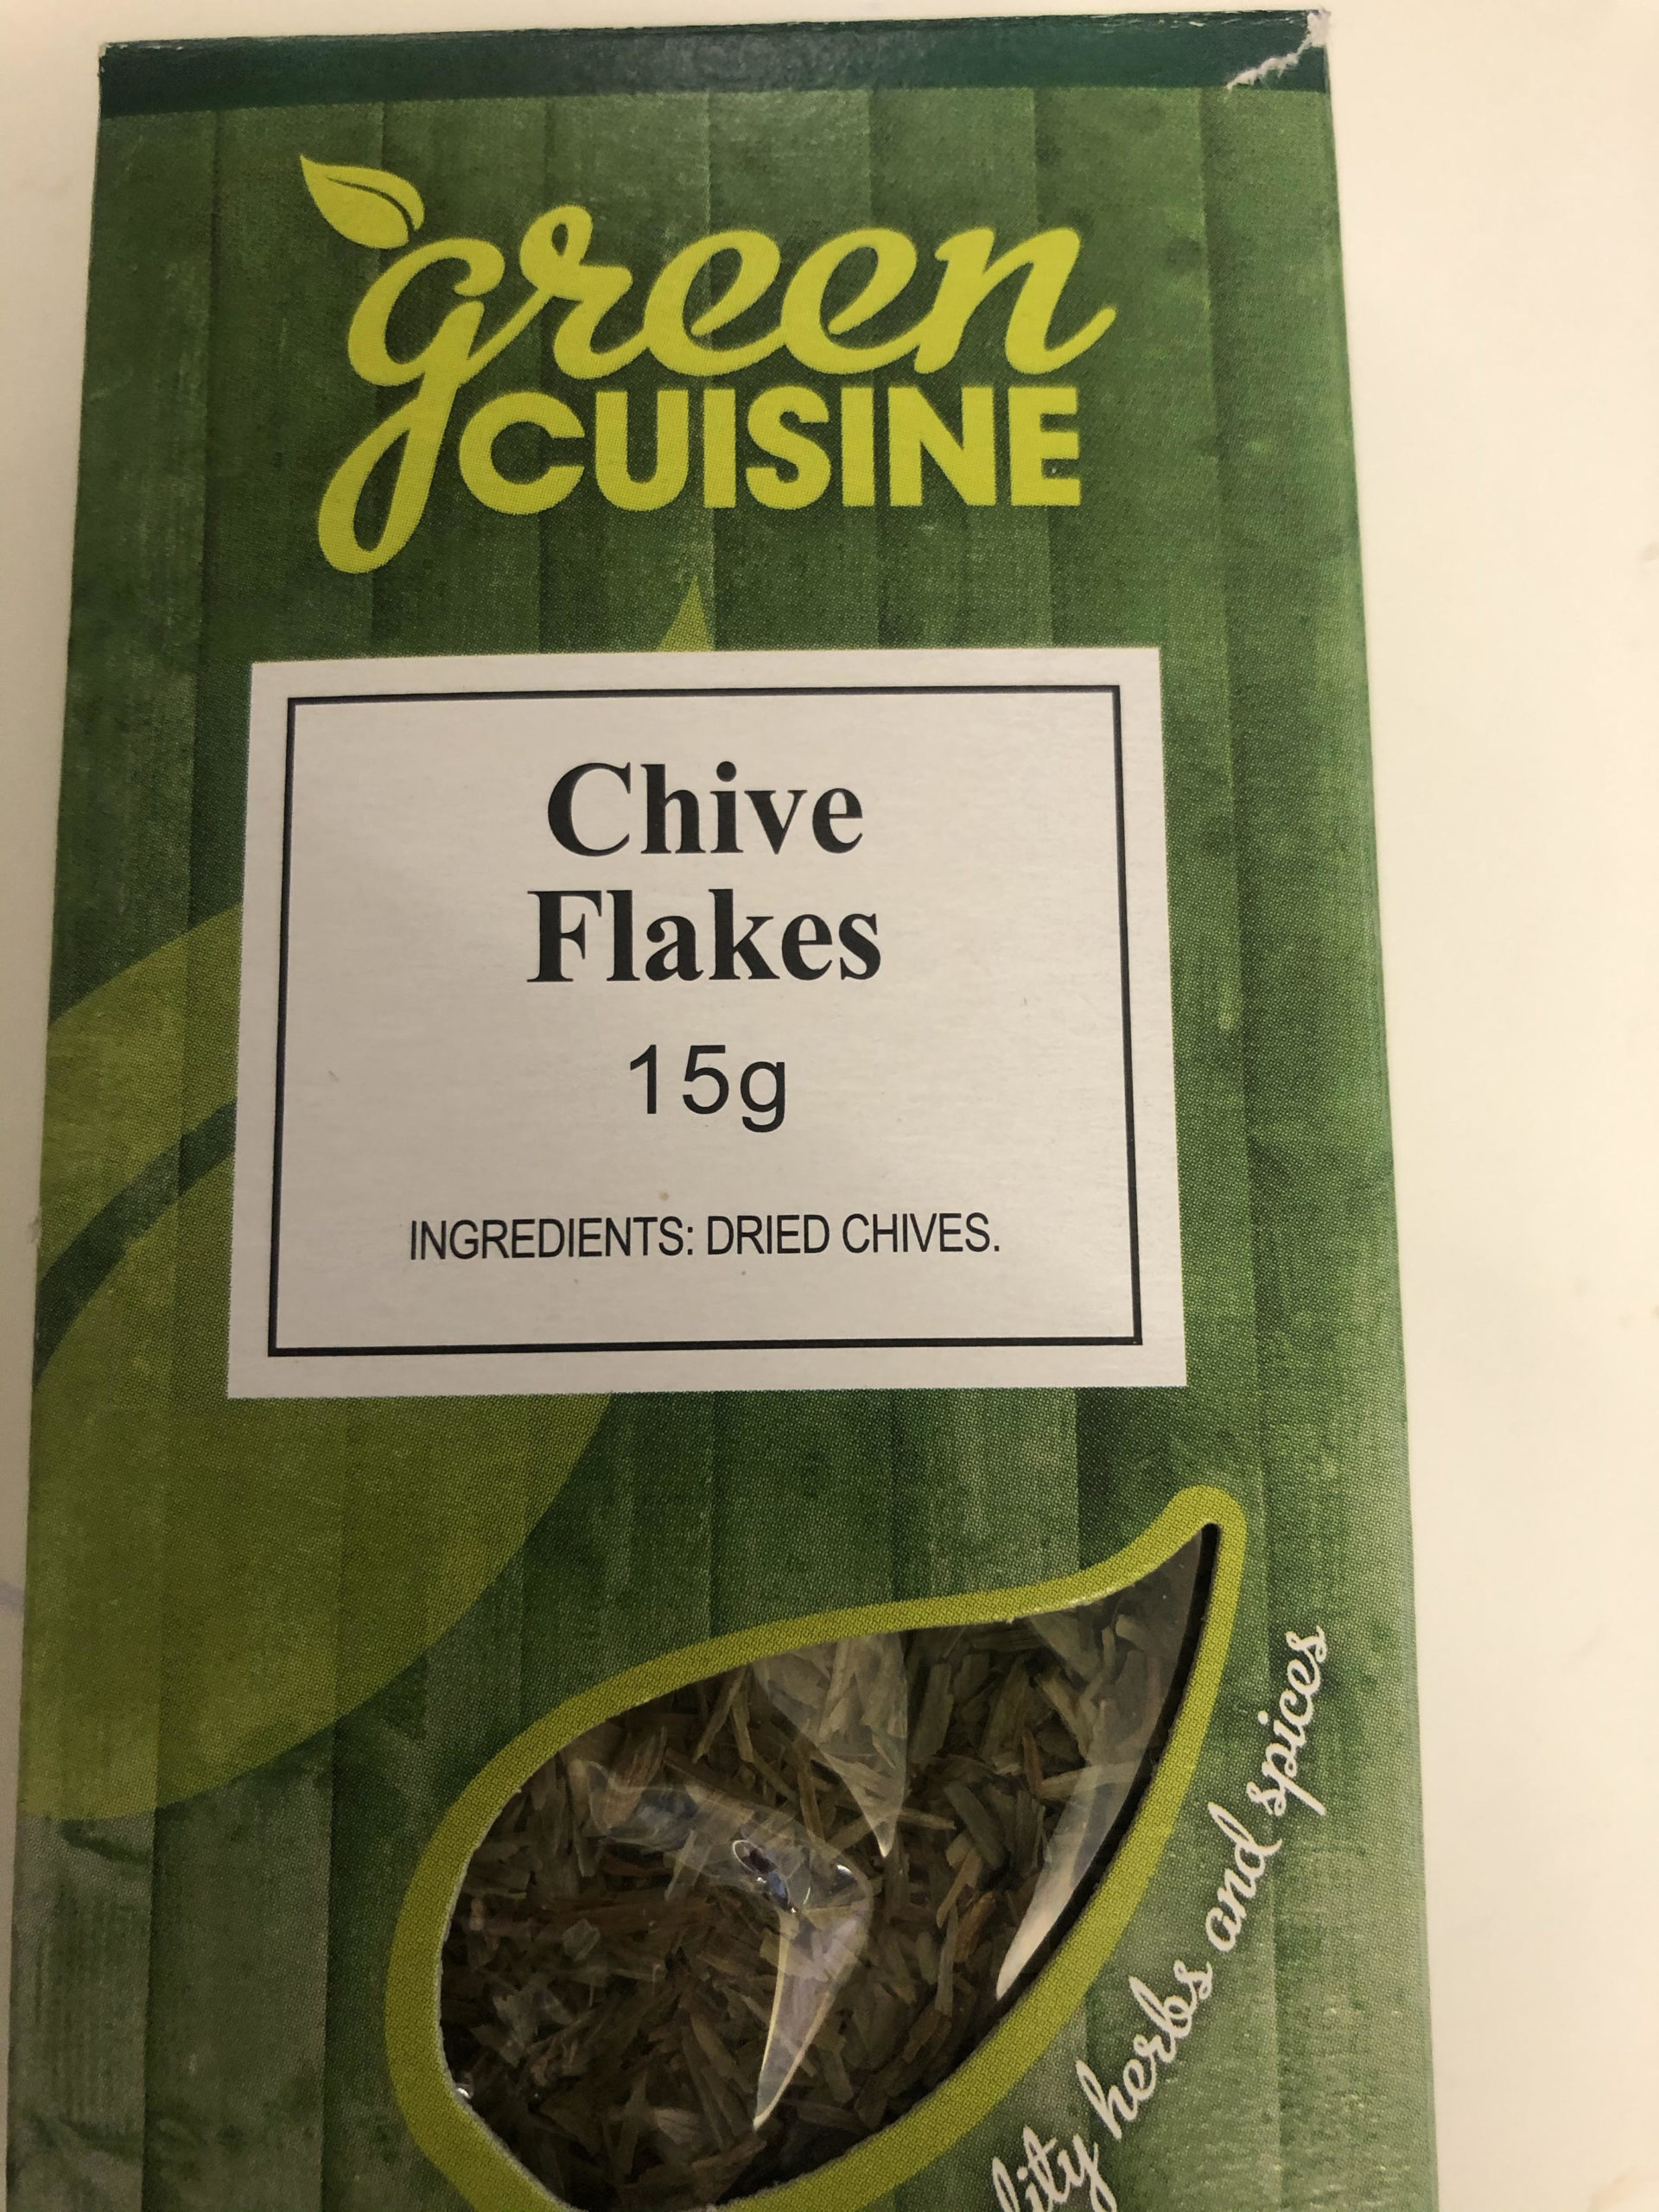 green
CUISINE
Chive
Flakes
15g
INGREDIENTS: DRIED CHIVES.
herbs and spices